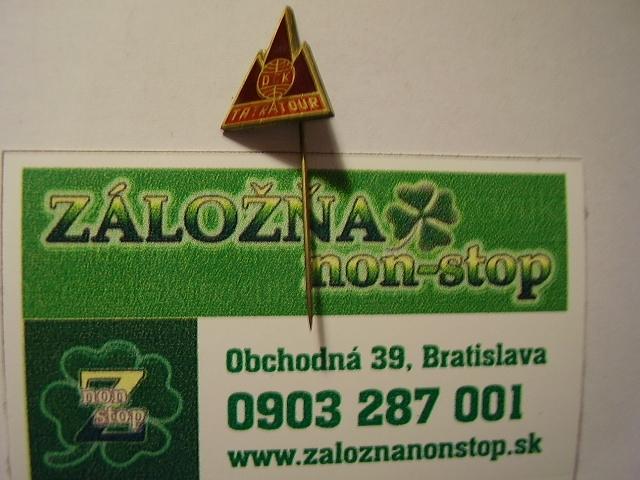 D K
TATRATOUR
ZÁLOŽŇA
non-stop
Z
non
stop
Obchodná 39, Bratislava
0903 287 001
www.zaloznanonstop.sk